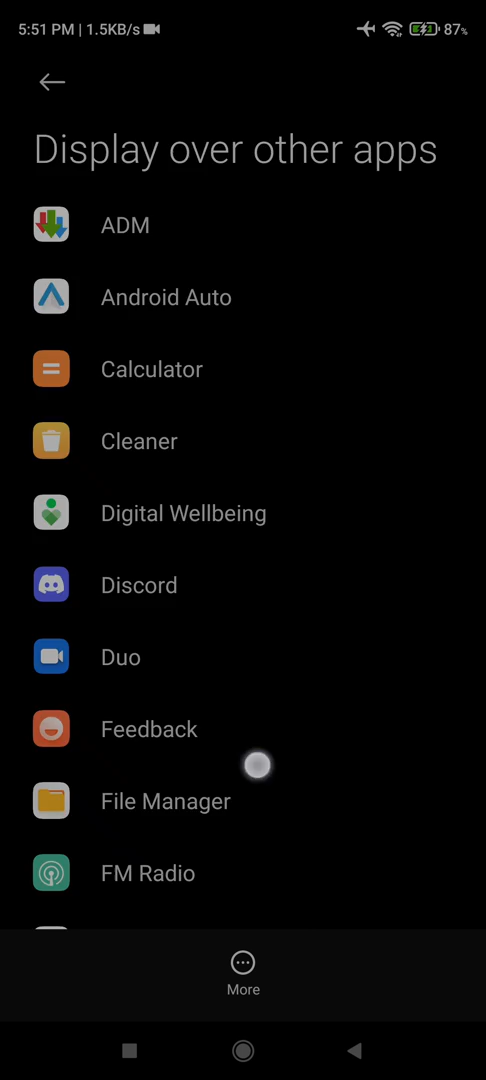 5:51 PM | 1.5KB/s 87%
Display over other apps
ADM
Android Auto
Calculator
Cleaner
Digital Wellbeing
Discord
Duo
Feedback
File Manager
FM Radio
More